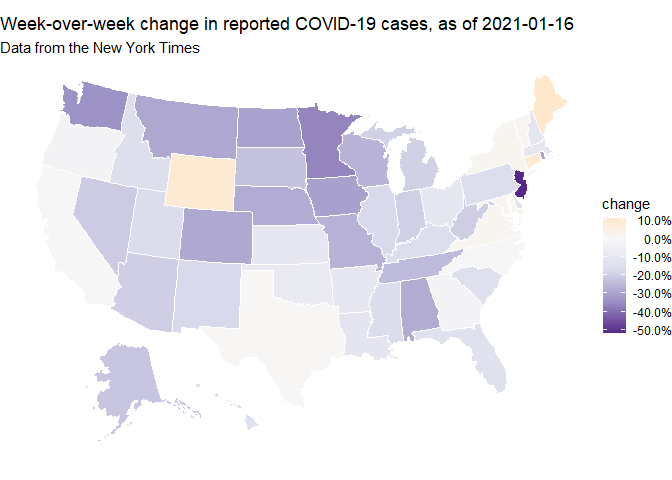 Week-over-week change in reported COVID-19 cases, as of 2021-01-16
Data from the New York Times
change
10.0%
0.0%
-10.0%
-20.0%
-30.0%
-40.0%
-50.0%